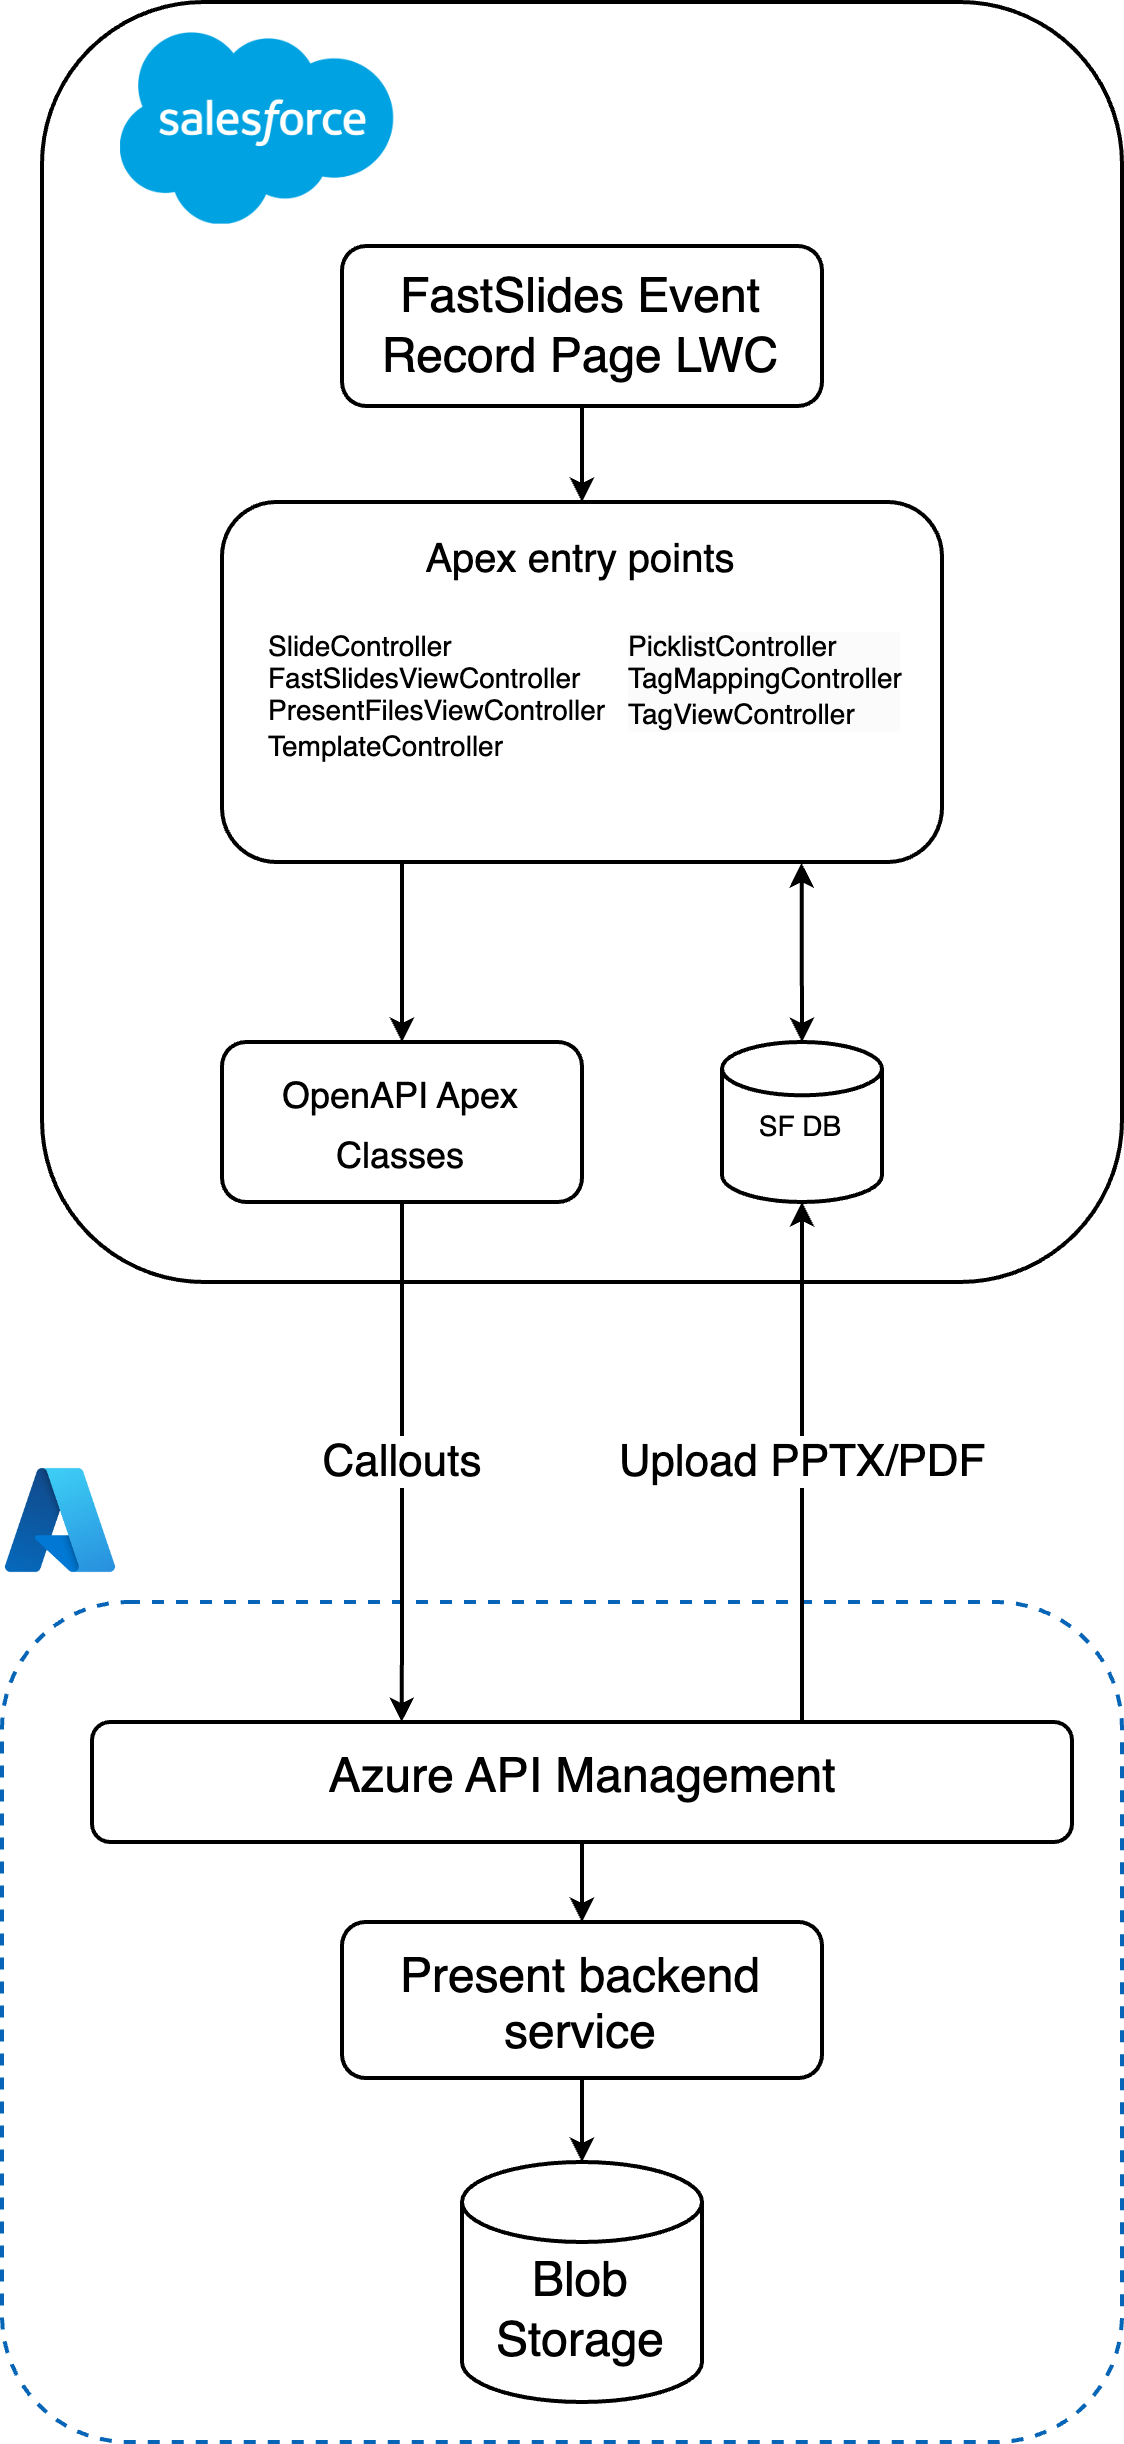 salesforce
FastSlides Event
Record Page LWC
Apex entry points
SlideController
FastSlidesViewController
PresentFilesViewController
TemplateController
PicklistController
TagMappingController
TagViewController
OpenAPI Apex
Classes
SF DB
Callouts
Upload PPTX/PDF
Azure API Management
Present backend
service
Blob
Storage